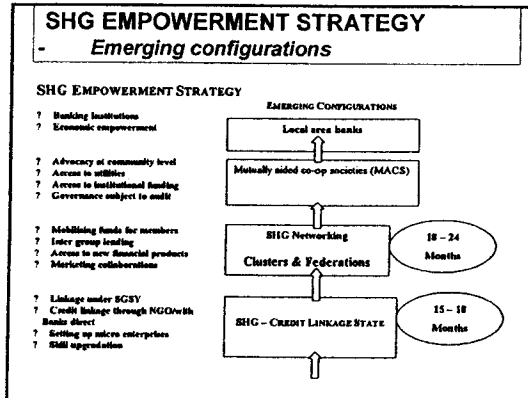 SHG EMPOWERMENT STRATEGY
- Emerging configurations
SHG EMPOWERMENT STRATEGY
EMERGING CONFIGURATIONS
? Banking Institutions
? Economic empowerment
Local area banks
? Advocacy at community level
? Access to utilities
? Access to institutional funding
? Governance subject to audit
Mutually aided co-op societies (MACS)
? Mobilising funds for members
? Inter group lending
? Access to new financial products
? Marketing collaborations
SHG Networking
Clusters & Federations
18 – 24
Months
? Linkage under SGSY
? Credit linkage through NGO/with
Banks direct
? Setting up micro enterprises
? Skill upgradation
SHG – CREDIT LINKAGE STATE
15 – 18
Months